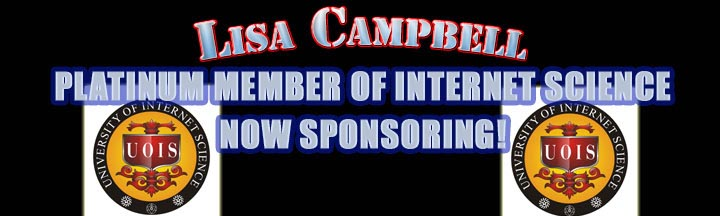 LISA CAMPBELL
PLATINUM MEMBER OF INTERNET SCIENCE
NOW SPONSORING!
UNIVERSITY OF INTERNET SCIENCE
UOIS
UNIVERSITY OF INTERNET SCIENCE
UOIS